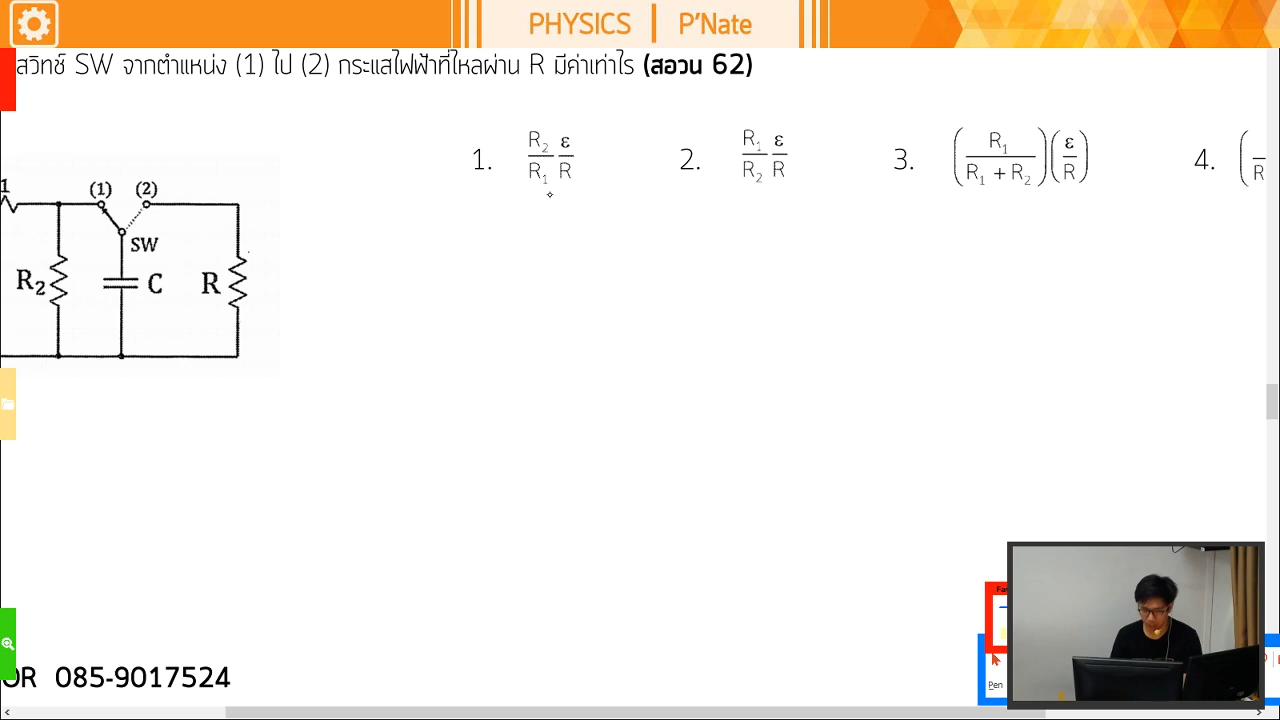 PHYSICS | P'Nate
สวิทช์ SW จากตำแหน่ง (1) ไป (2) กระแสไฟฟ้าที่ไหลผ่าน R มีค่าเท่าไร (สอวน 62)
1. R₂/R₁ ε/R
2. R₁/R₂ ε/R
3. (R₁/(R₁ + R₂))(ε/R)
4. (
R
1
(1) (2)
SW
R₂
C
R
OR 085-9017524
Pen